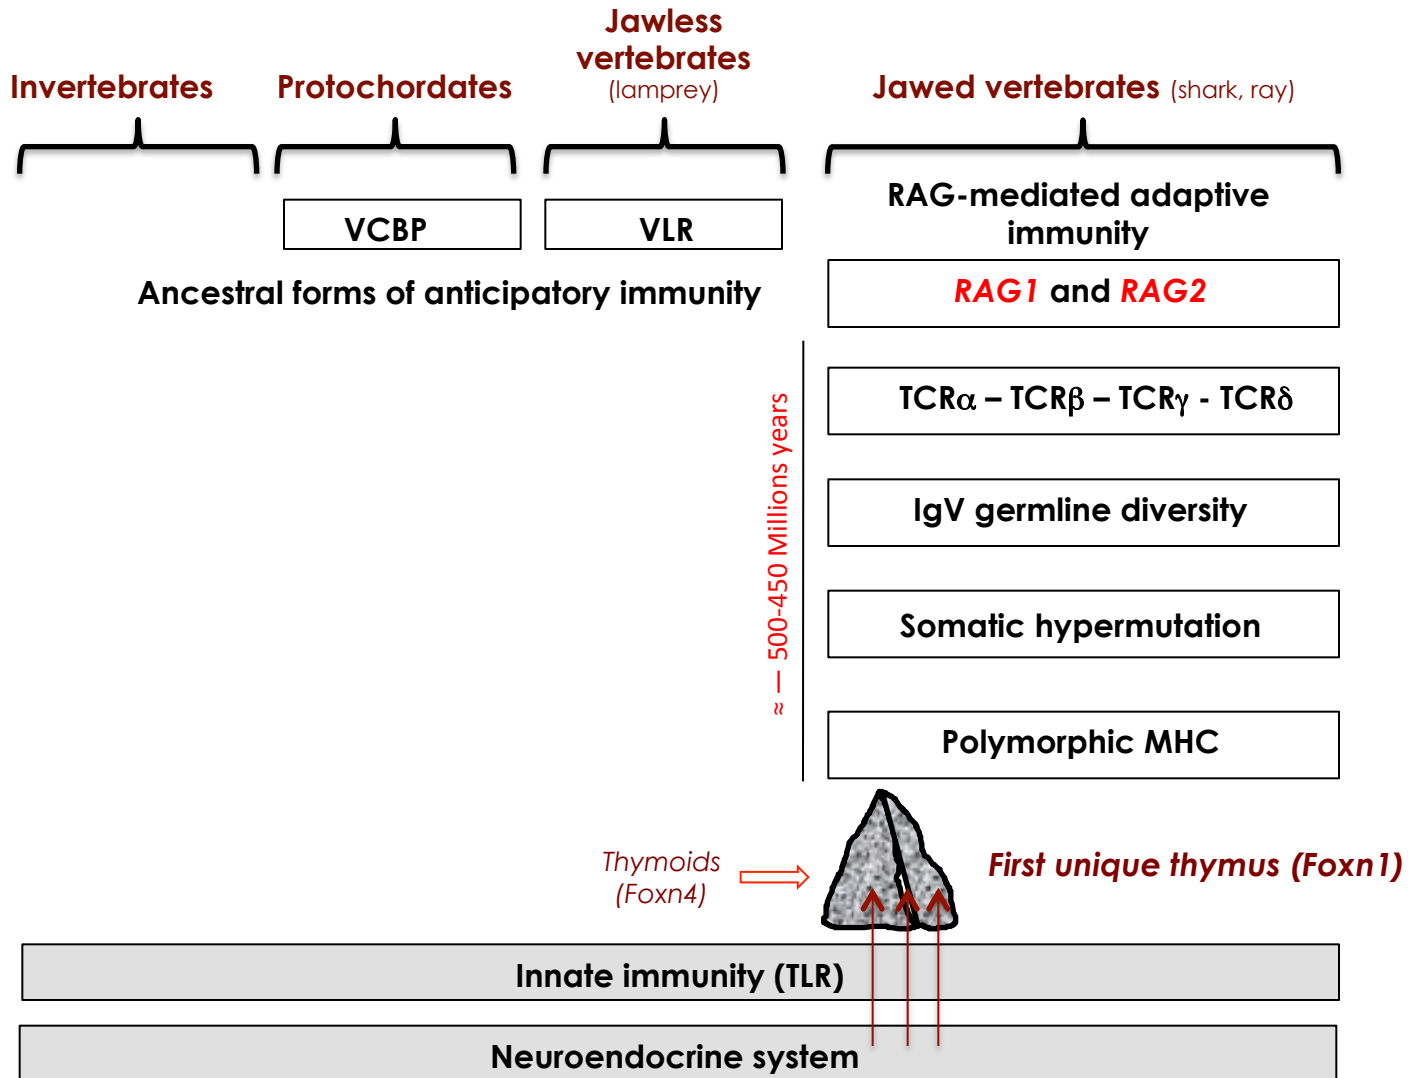 Invertebrates
Protochordates
Jawless
vertebrates
(lamprey)
Jawed vertebrates (shark, ray)
VCBP
VLR
Ancestral forms of anticipatory immunity
RAG-mediated adaptive
immunity
RAG1 and RAG2
TCRα – TCRβ – TCRγ - TCRδ
IgV germline diversity
Somatic hypermutation
Polymorphic MHC
≈ — 500-450 Millions years
Thymoids
(Foxn4)
First unique thymus (Foxn1)
Innate immunity (TLR)
Neuroendocrine system